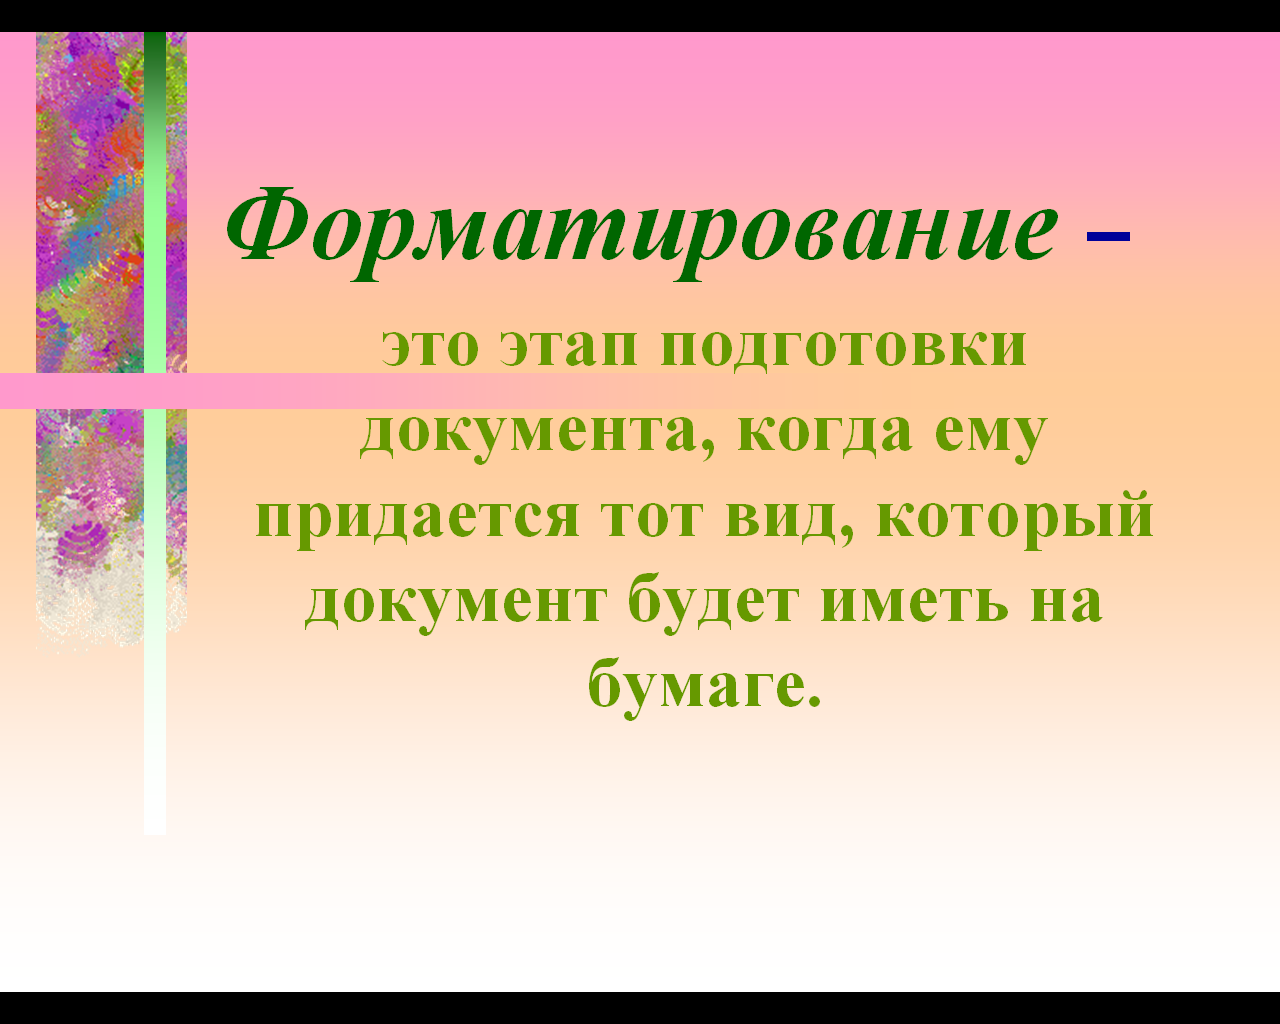 Форматирование –
это этап подготовки
документа, когда ему
придается тот вид, который
документ будет иметь на
бумаге.